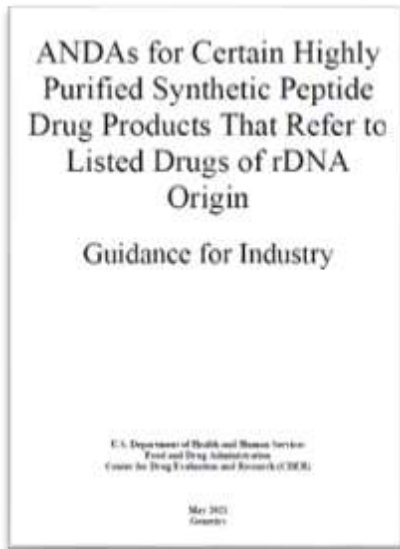 ANDAs for Certain Highly
Purified Synthetic Peptide
Drug Products That Refer to
Listed Drugs of rDNA
Origin
Guidance for Industry
U.S. Department of Health and Human Services
Food and Drug Administration
Center for Drug Evaluation and Research (CDER)
May 2021
Generics